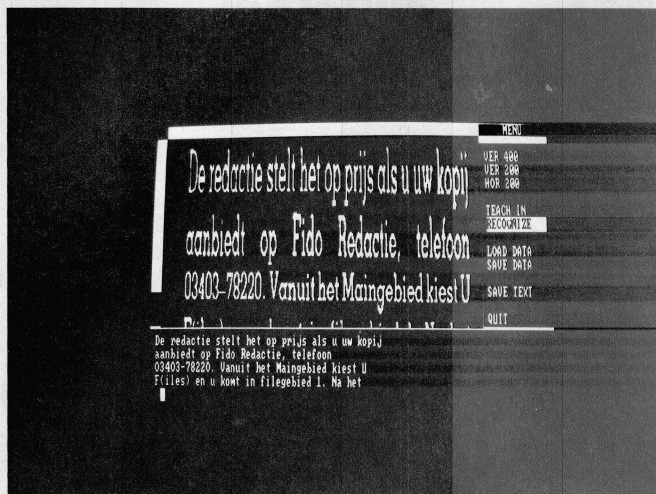 De redactie stelt het op prijs als u uw kopij
aanbiedt op Fido Redactie, telefoon
03403-78220. Vanuit het Maingebied kiest U
MENU
VER 400
VER 200
HOR 200
TEACH IN
RECOGNIZE
LOAD DATA
SAVE DATA
SAVE TEXT
QUIT
De redactie stelt het op prijs als u uw kopij
aanbiedt op Fido Redactie, telefoon
03403-78220. Vanuit het Maingebied kiest U
F(iles) en u komt in filegebied 1. Na het